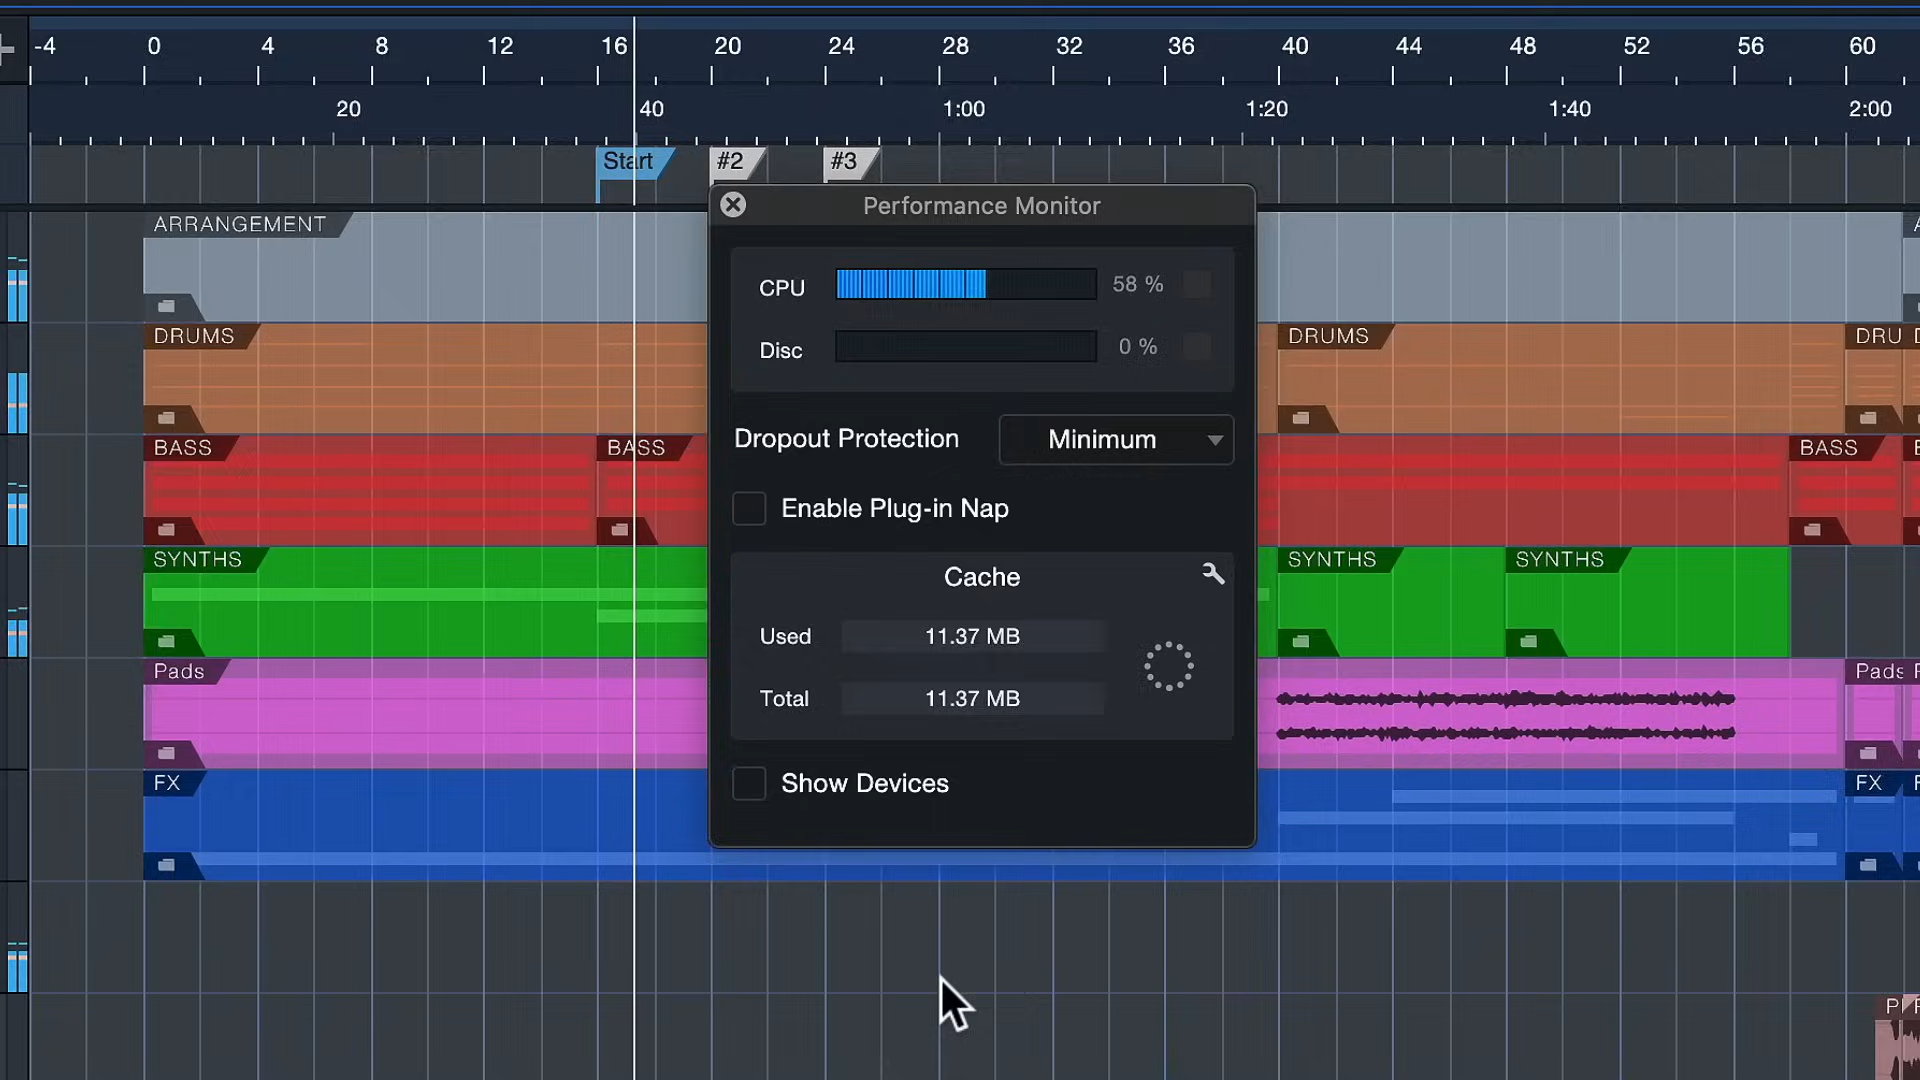 -4 0 4 8 12 16 20 24 28 32 36 40 44 48 52 56 60
20 40 1:00 1:20 1:40 2:00
Start #2 #3
Performance Monitor
ARRANGEMENT
CPU 58 %
DRUMS DRUMS DRU
Disc 0 %
Dropout Protection Minimum
BASS BASS BASS
Enable Plug-in Nap
SYNTHS SYNTHS SYNTHS
Cache
Used 11.37 MB
Pads Pads
Total 11.37 MB
FX FX
Show Devices